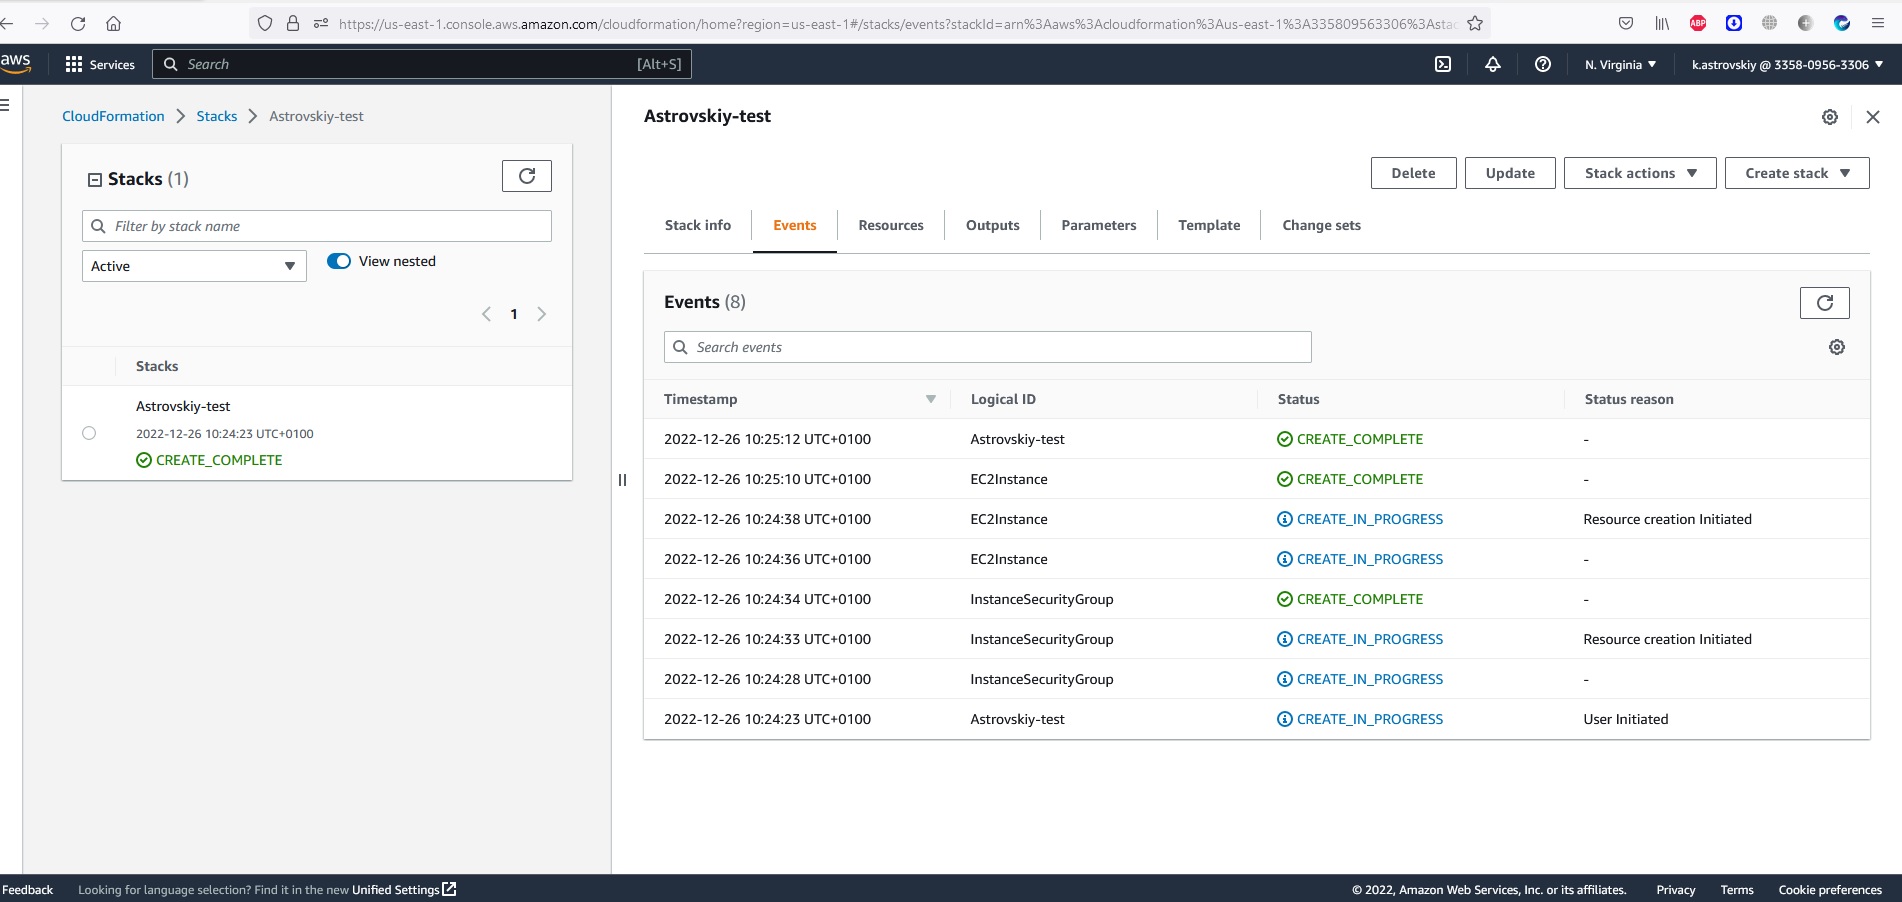 https://us-east-1.console.aws.amazon.com/cloudformation/home?region=us-east-1#/stacks/events?stackId=arn%3Aaws%3Acloudformation%3Aus-east-1%3A335809563306%3Astac
ABP
aws
Services
Search [Alt+S]
N. Virginia
k.astrovskiy @ 3358-0956-3306
CloudFormation
Stacks
Astrovskiy-test
Stacks (1)
Filter by stack name
Active
View nested
1
Stacks
Astrovskiy-test
2022-12-26 10:24:23 UTC+0100
CREATE_COMPLETE
Astrovskiy-test
Delete
Update
Stack actions
Create stack
Stack info
Events
Resources
Outputs
Parameters
Template
Change sets
Events (8)
Search events
Timestamp Logical ID Status Status reason
2022-12-26 10:25:12 UTC+0100 Astrovskiy-test CREATE_COMPLETE -
2022-12-26 10:25:10 UTC+0100 EC2Instance CREATE_COMPLETE -
2022-12-26 10:24:38 UTC+0100 EC2Instance CREATE_IN_PROGRESS Resource creation Initiated
2022-12-26 10:24:36 UTC+0100 EC2Instance CREATE_IN_PROGRESS -
2022-12-26 10:24:34 UTC+0100 InstanceSecurityGroup CREATE_COMPLETE -
2022-12-26 10:24:33 UTC+0100 InstanceSecurityGroup CREATE_IN_PROGRESS Resource creation Initiated
2022-12-26 10:24:28 UTC+0100 InstanceSecurityGroup CREATE_IN_PROGRESS -
2022-12-26 10:24:23 UTC+0100 Astrovskiy-test CREATE_IN_PROGRESS User Initiated
Feedback
Looking for language selection? Find it in the new Unified Settings
© 2022, Amazon Web Services, Inc. or its affiliates.
Privacy
Terms
Cookie preferences